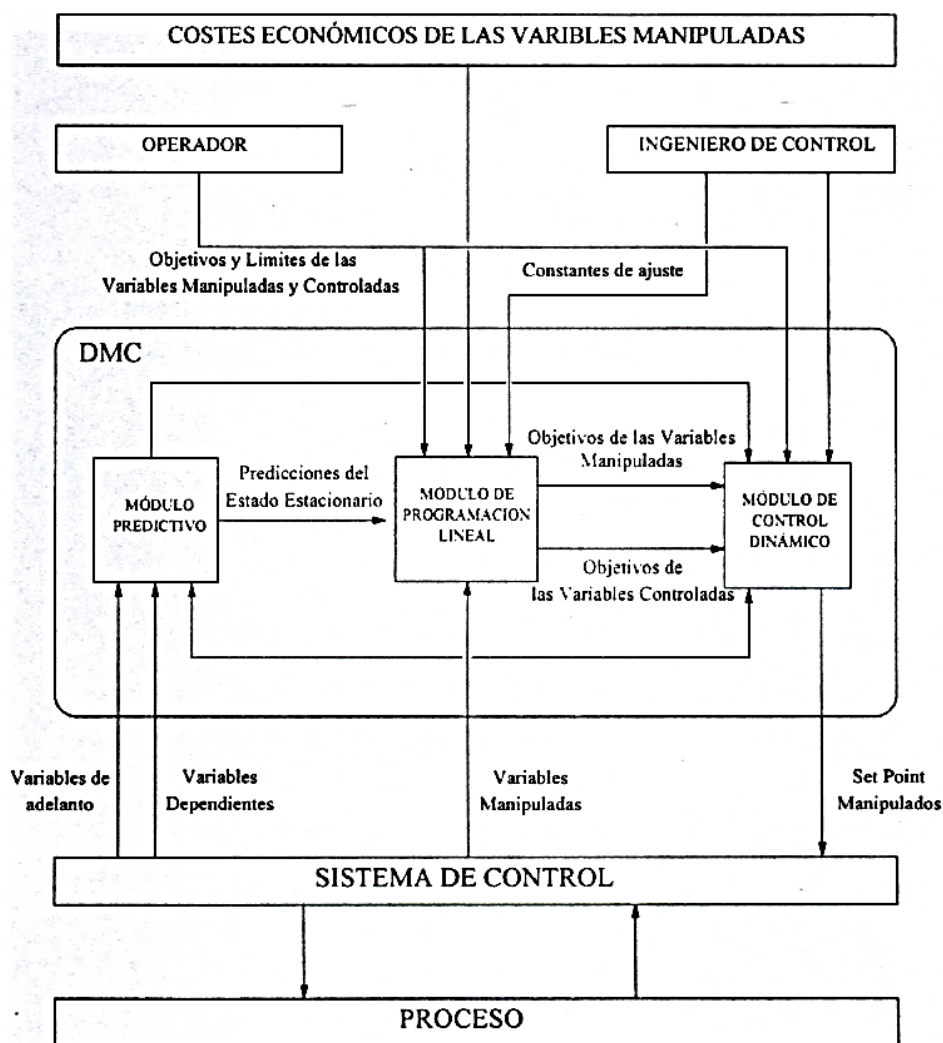 COSTES ECONÓMICOS DE LAS VARIBLES MANIPULADAS
OPERADOR
INGENIERO DE CONTROL
Objetivos y Limites de las
Variables Manipuladas y Controladas
Constantes de ajuste
DMC
MÓDULO
PREDICTIVO
Predicciones del
Estado Estacionario
MODULO DE
PROGRAMACION
LINEAL
Objetivos de las Variables
Manipuladas
Objetivos de
las Variables Controladas
MÓDULO DE
CONTROL
DINÁMICO
Variables de
adelanto
Variables
Dependientes
Variables
Manipuladas
Set Point
Manipulados
SISTEMA DE CONTROL
PROCESO